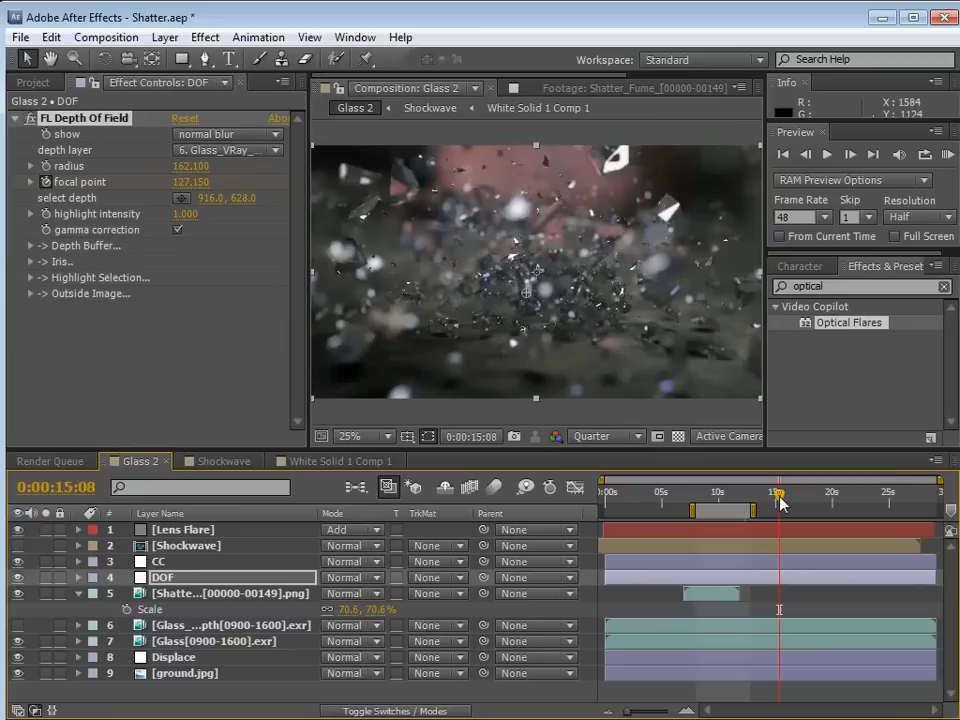 Adobe After Effects - Shatter.aep *
File Edit Composition Layer Effect Animation View Window Help
Workspace: Standard Search Help
Project Effect Controls: DOF
Composition: Glass 2 Footage: Shatter_Fume_[00000-00149]
Info
Glass 2 • DOF
Glass 2 Shockwave White Solid 1 Comp 1
R: X: 1584
G: Y: 1124
fx FL Depth Of Field Reset Abo
show normal blur
depth layer 6. Glass_VRay_...
radius 162.100
focal point 127.150
select depth 916.0, 628.0
highlight intensity 1.000
gamma correction
-> Depth Buffer...
-> Iris..
-> Highlight Selection...
-> Outside Image...
Preview
RAM Preview Options
Frame Rate Skip Resolution
48 1 Half
From Current Time Full Screen
Character Effects & Preset
optical
Video Copilot
32 Optical Flares
25% 0:00:15:08 Quarter Active Camera
Render Queue Glass 2 Shockwave White Solid 1 Comp 1
0:00:15:08
:00s 05s 10s 15s 20s 25s 3
# Layer Name Mode T TrkMat Parent
1 [Lens Flare] Add None
2 [Shockwave] Normal None None
3 CC Normal None None
4 DOF Normal None None
5 [Shatte...[00000-00149].png] Normal None None
Scale 70.6, 70.6%
6 [Glass_...pth[0900-1600].exr] Normal None None
7 [Glass[0900-1600].exr] Normal None None
8 Displace Normal None None
9 [ground.jpg] Normal None None
Toggle Switches / Modes